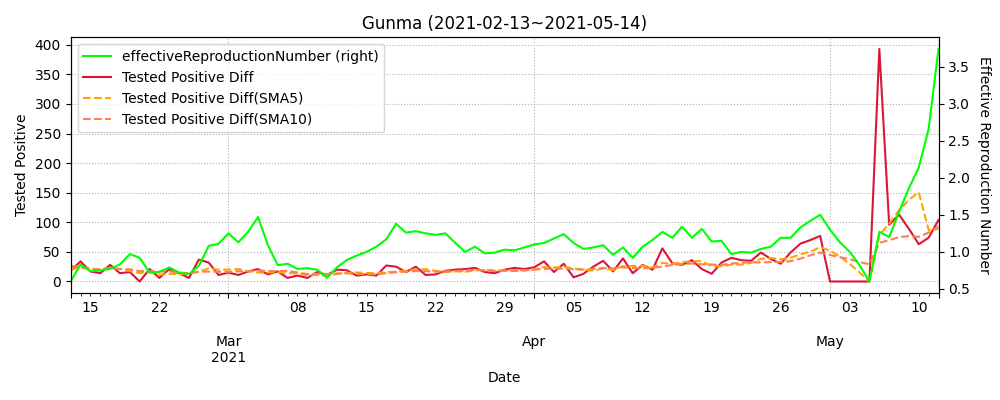 Gunma (2021-02-13~2021-05-14)
effectiveReproductionNumber (right)
Tested Positive Diff
Tested Positive Diff(SMA5)
Tested Positive Diff(SMA10)
Tested Positive
400
350
300
250
200
150
100
50
0
3.5
3.0
2.5
2.0
1.5
1.0
0.5
Effective Reproduction Number
15 22 08 15 22 29 05 12 19 26 03 10
Mar Apr May
2021
Date